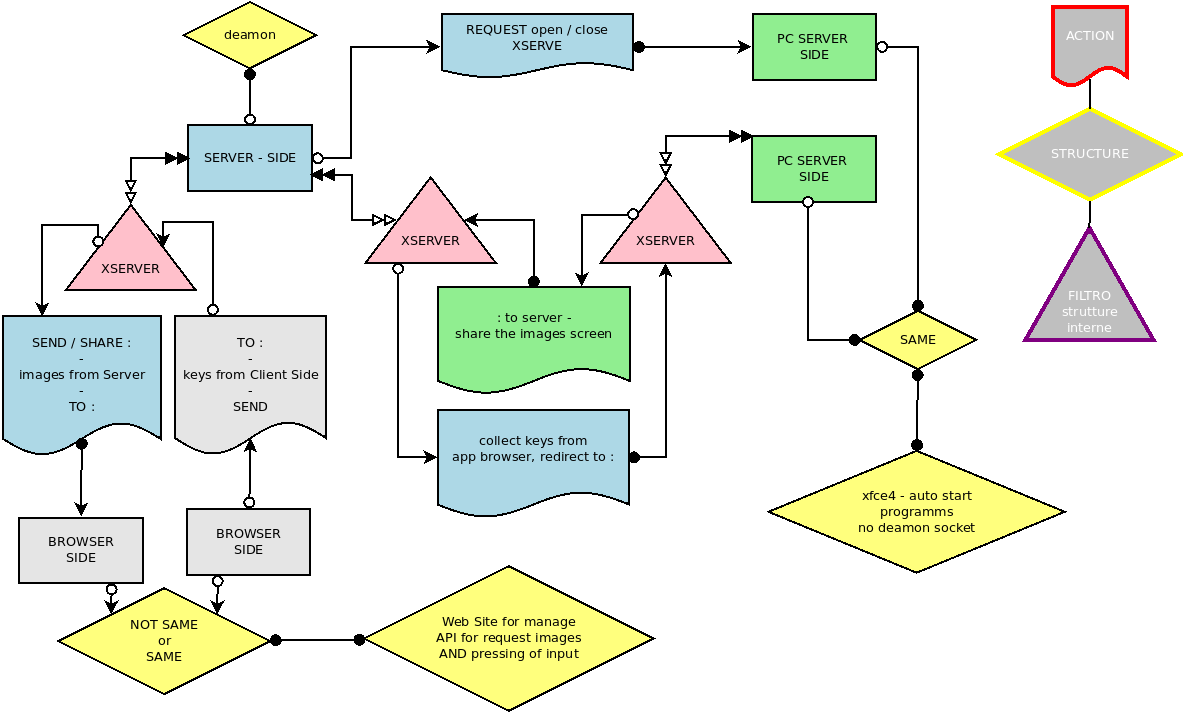 deamon
REQUEST open / close
XSERVE
PC SERVER
SIDE
ACTION
SERVER - SIDE
PC SERVER
SIDE
STRUCTURE
XSERVER
XSERVER
XSERVER
FILTRO
strutture
interne
SEND / SHARE :
-
images from Server
-
TO :
TO :
-
keys from Client Side
-
SEND
: to server -
share the images screen
SAME
collect keys from
app browser, redirect to :
xfce4 - auto start
programms
no deamon socket
BROWSER
SIDE
BROWSER
SIDE
NOT SAME
or
SAME
Web Site for manage
API for request images
AND pressing of input